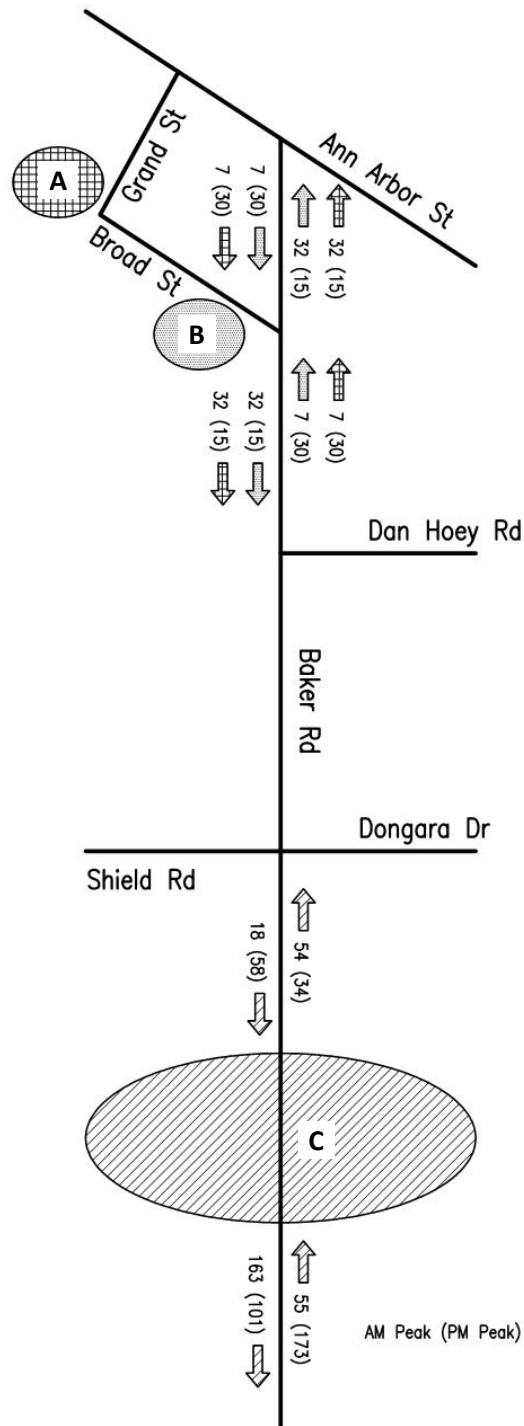 Ann Arbor St
Grand St
A
Broad St
B
7
(30)
7
(30)
32
(15)
32
(15)
32
(15)
32
(15)
7
(30)
7
(30)
Dan Hoey Rd
Baker Rd
Dongara Dr
Shield Rd
18 (58)
54 (34)
C
163 (101)
55 (173)
AM Peak (PM Peak)